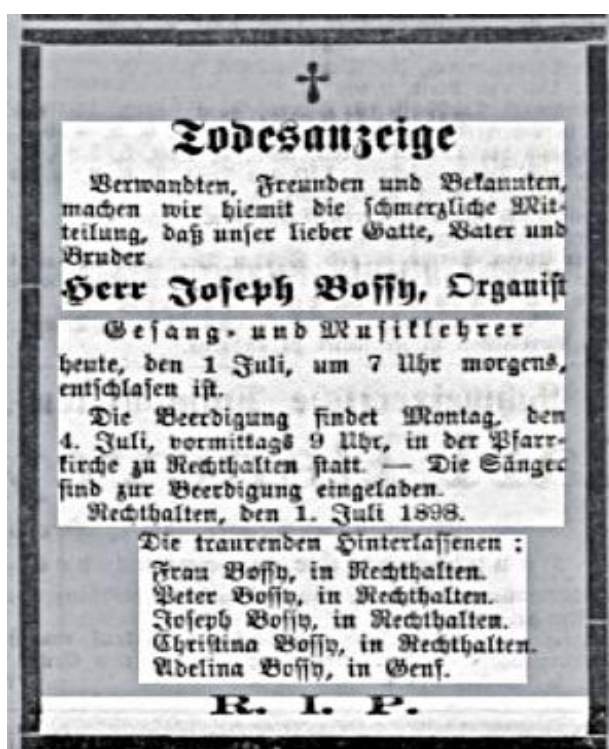 Todesanzeige
Verwandten, Freunden und Bekannten,
machen wir hiemit die schmerzliche Mit-
teilung, daß unser lieber Gatte, Vater und
Bruder
Herr Joseph Bossy, Organist
Gesang- und Musiklehrer
heute, den 1 Juli, um 7 Uhr morgens,
entschlafen ist.
Die Beerdigung findet Montag, den
4. Juli, vormittags 9 Uhr, in der Pfarr-
kirche zu Rechthalten statt. — Die Sänger
sind zur Beerdigung eingeladen.
Rechthalten, den 1. Juli 1898.
Die traurenden Hinterlassenen :
Frau Bossy, in Rechthalten.
Peter Bossy, in Rechthalten.
Joseph Bossy, in Rechthalten.
Christina Bossy, in Rechthalten.
Adelina Bossy, in Genf.
R. I. P.